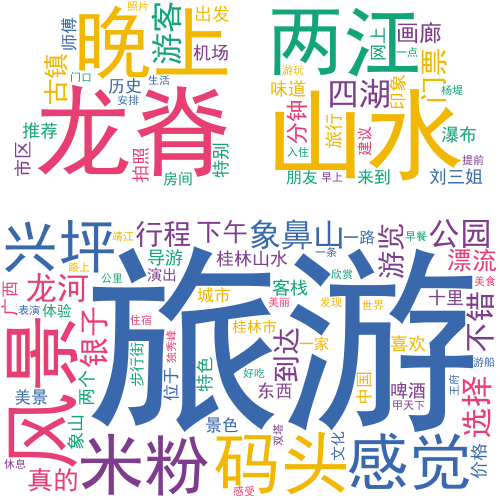 照片
师傅
晚上
游客
出发
机场
古镇
门口
历史
生活
安排
龙脊
推荐
市区
拍照
房间
特别
两江
网上
画廊
一点
游玩
味道
四湖
印象
门票
杨堤
分钟
旅行
山水
建议
瀑布
入住
提前
朋友
早上
来到
刘三姐
兴坪
靖江
行程
下午
象鼻山
一路
游览
早餐
公园
导游
桂林山水
一条
欣赏
漂流
路上
演出
公里
客栈
美食
广西
龙河
城市
美丽
发现
世界
十里
表演
体验
旅游
风景
银子
住宿
桂林市
不错
步行街
独秀峰
到达
一家
喜欢
两个
位于
特色
好吃
游船
美景
东西
中国
啤酒
王府
甲天下
选择
象山
景色
双塔
文化
米粉
码头
感觉
价格
休息
真的
感受